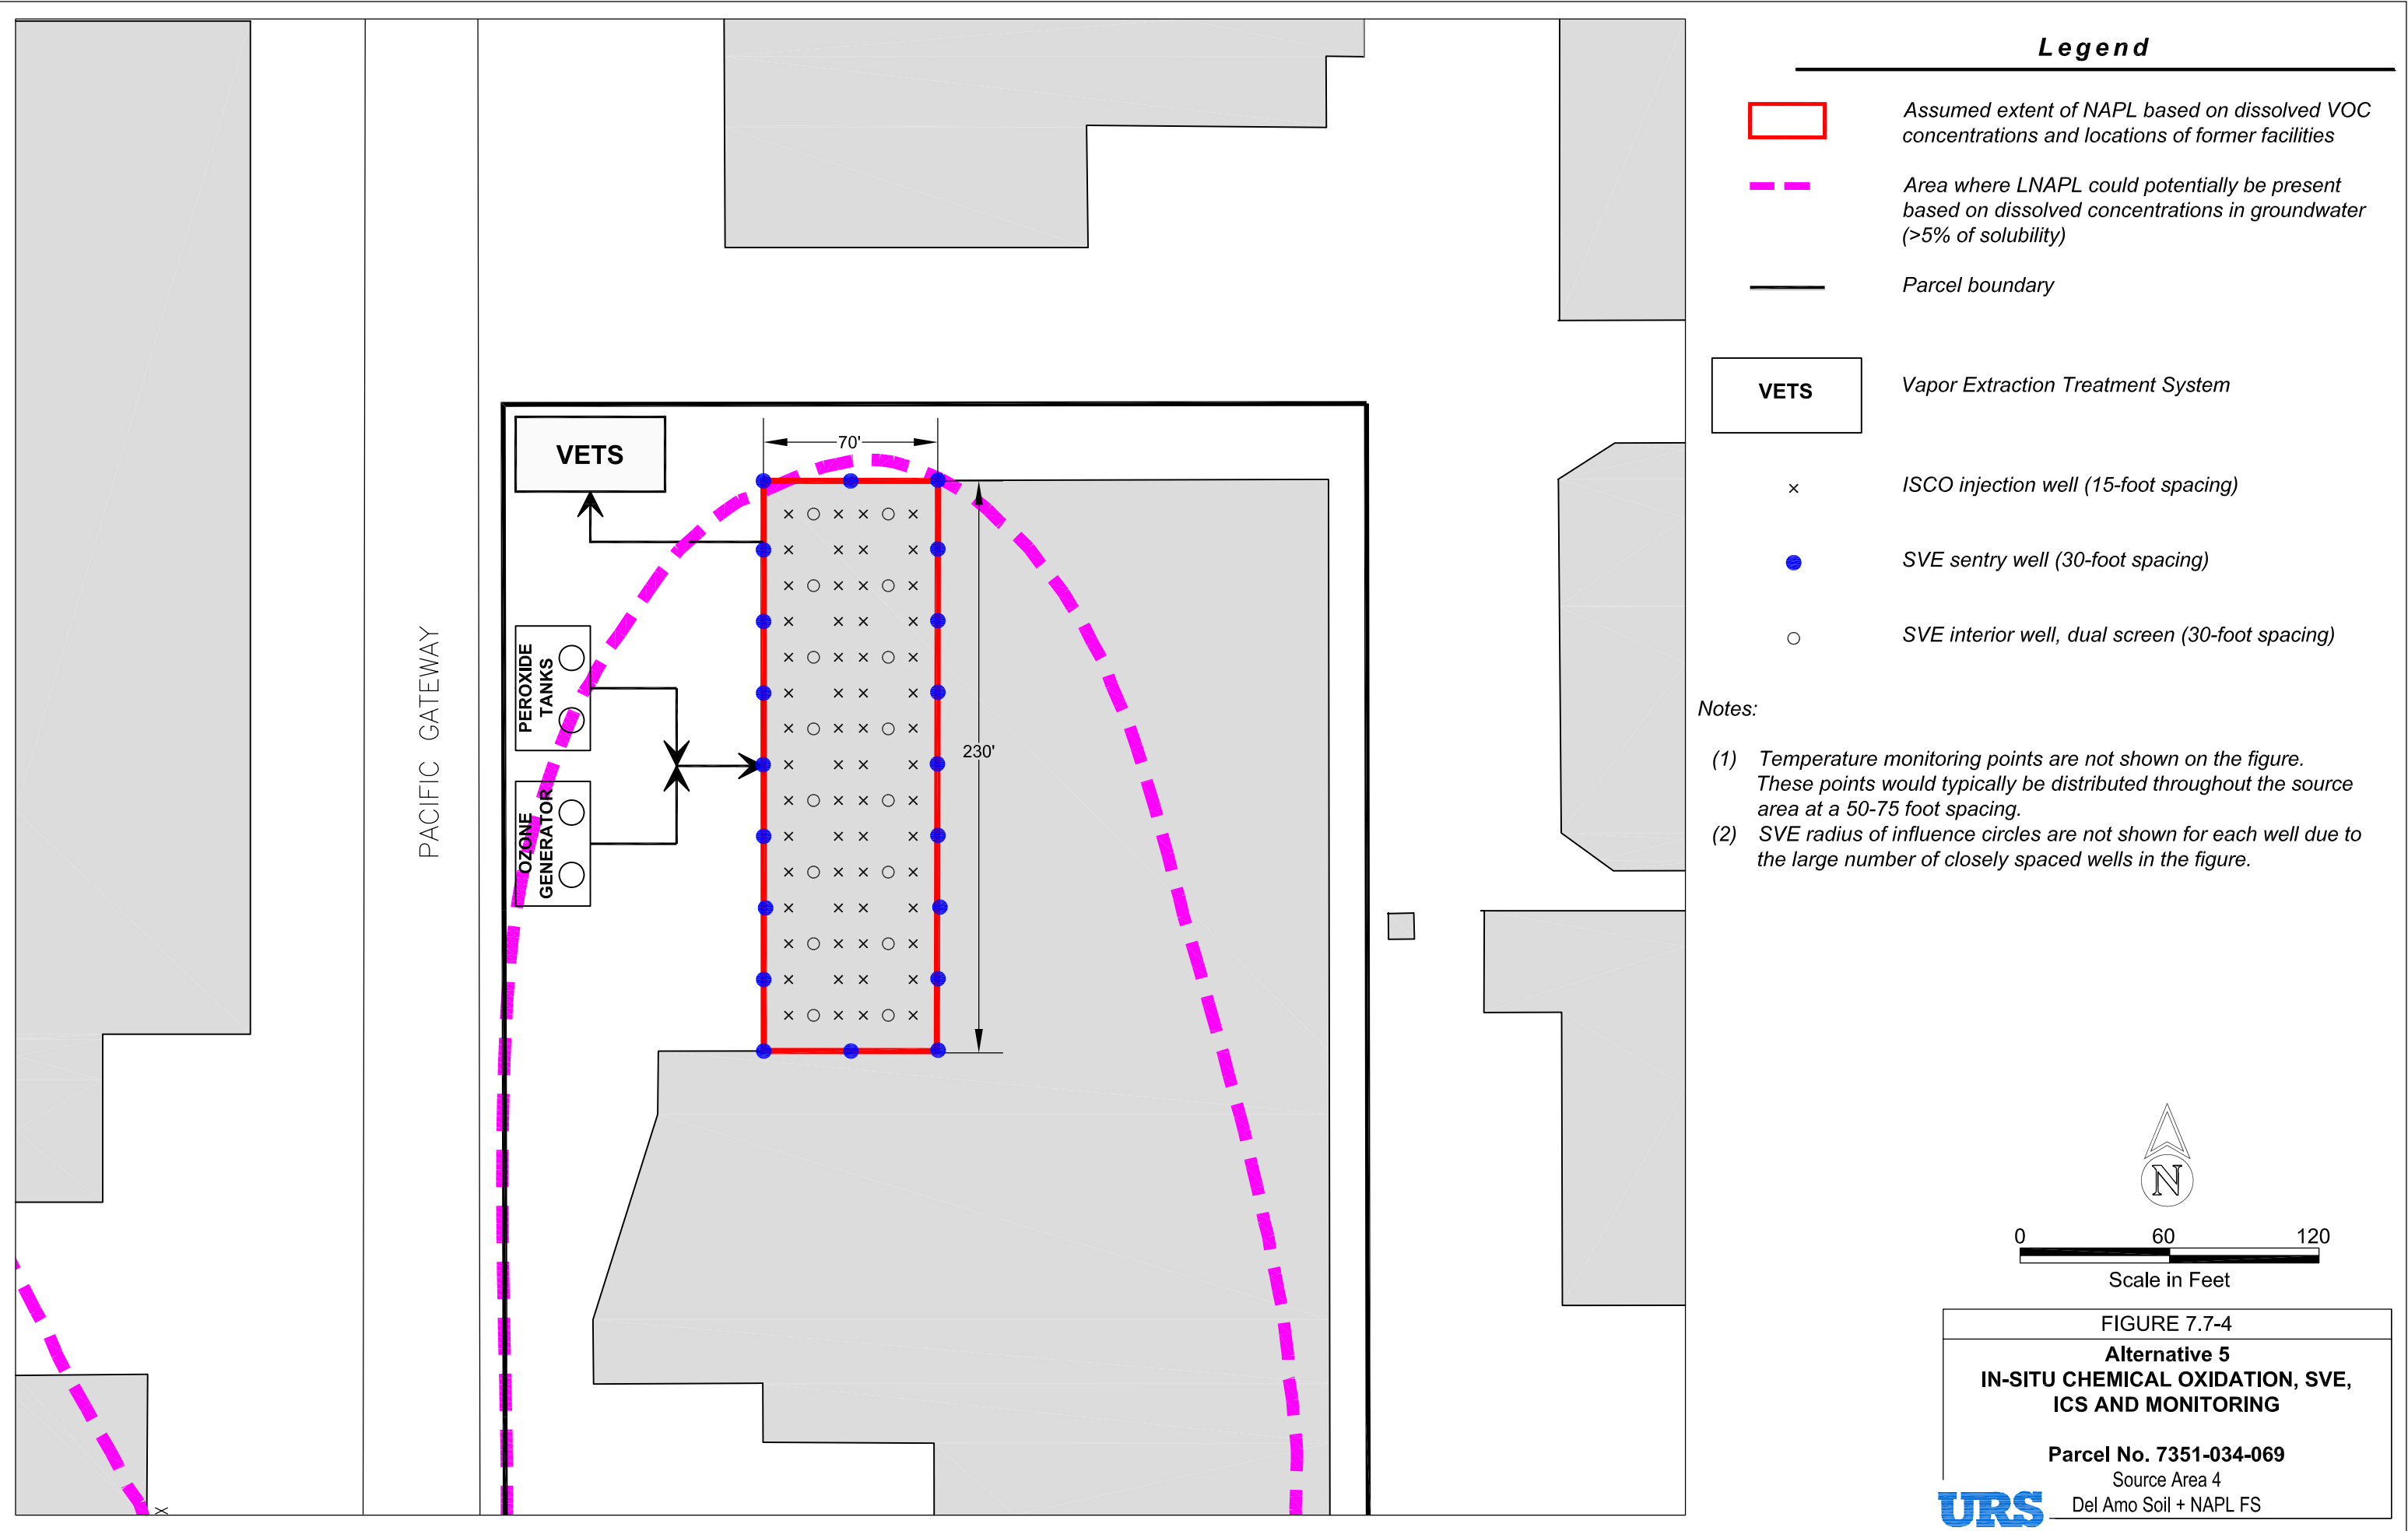 Legend
Assumed extent of NAPL based on dissolved VOC
concentrations and locations of former facilities
Area where LNAPL could potentially be present
based on dissolved concentrations in groundwater
(>5% of solubility)
Parcel boundary
VETS
Vapor Extraction Treatment System
ISCO injection well (15-foot spacing)
SVE sentry well (30-foot spacing)
SVE interior well, dual screen (30-foot spacing)
Notes:
(1) Temperature monitoring points are not shown on the figure.
These points would typically be distributed throughout the source
area at a 50-75 foot spacing.
(2) SVE radius of influence circles are not shown for each well due to
the large number of closely spaced wells in the figure.
VETS
70'
230'
PEROXIDE
TANKS
OZONE
GENERATOR
PACIFIC GATEWAY
N
0 60 120
Scale in Feet
FIGURE 7.7-4
Alternative 5
IN-SITU CHEMICAL OXIDATION, SVE,
ICS AND MONITORING
Parcel No. 7351-034-069
Source Area 4
Del Amo Soil + NAPL FS
URS